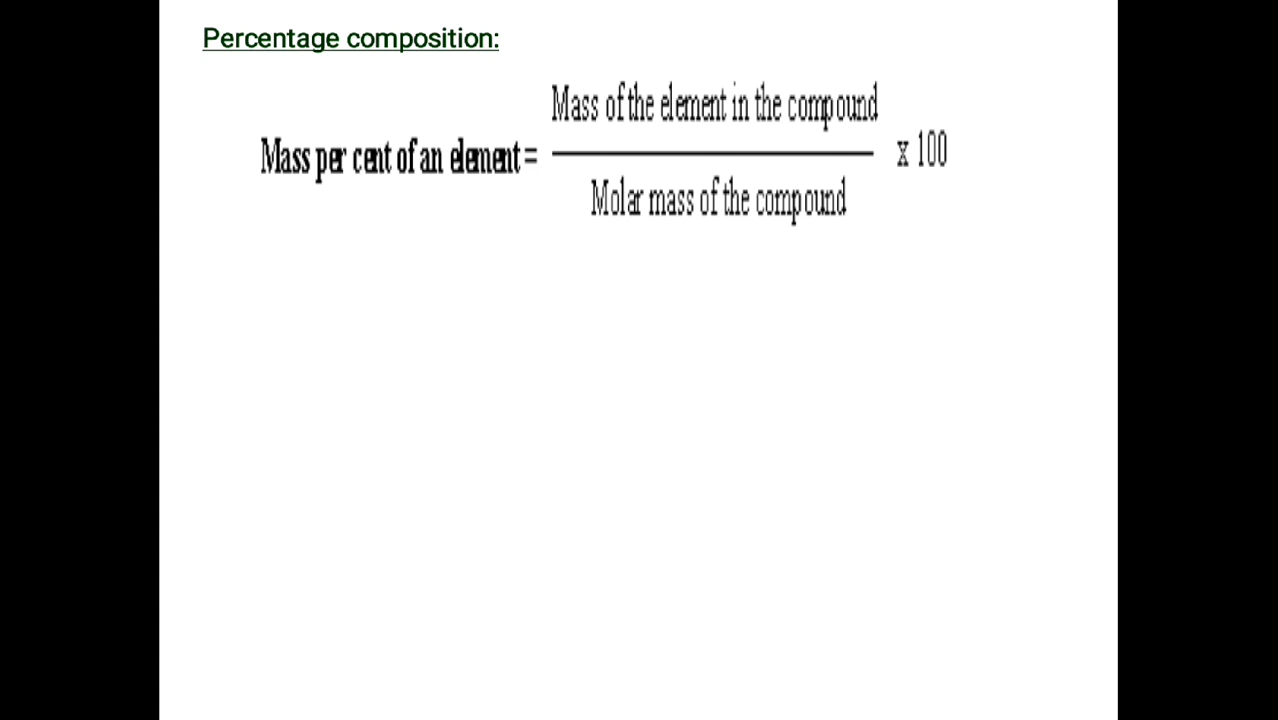 Percentage composition:
Mass of the element in the compound
Mass per cent of an element = x 100
Molar mass of the compound